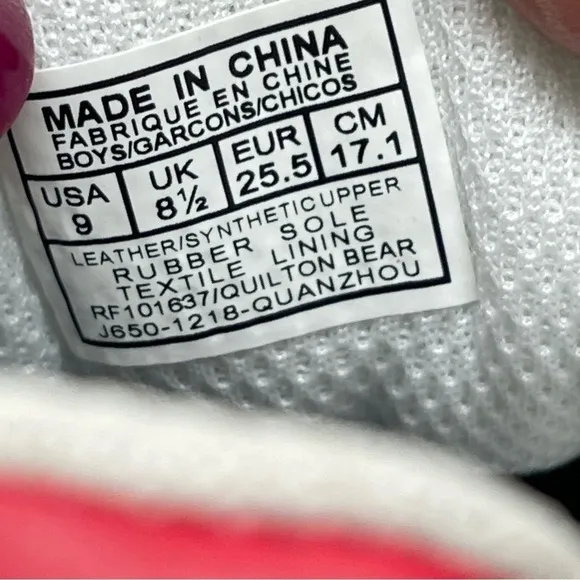 MADE IN CHINA
FABRIQUE EN CHINE
BOYS/GARCONS/CHICOS
USA UK EUR CM
9 8½ 25.5 17.1
LEATHER/SYNTHETIC UPPER
RUBBER SOLE
TEXTILE LINING
RF101637/QUILTON BEAR
J650-1218-QUANZHOU